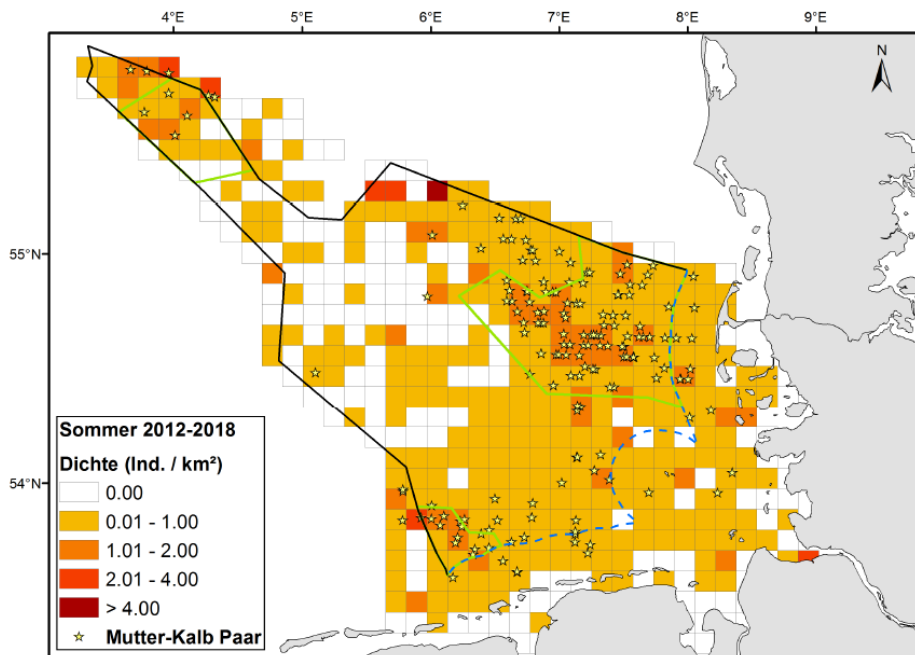 4°E 5°E 6°E 7°E 8°E 9°E
N
55°N
54°N
Sommer 2012-2018
Dichte (Ind. / km²)
0.00
0.01 - 1.00
1.01 - 2.00
2.01 - 4.00
> 4.00
Mutter-Kalb Paar